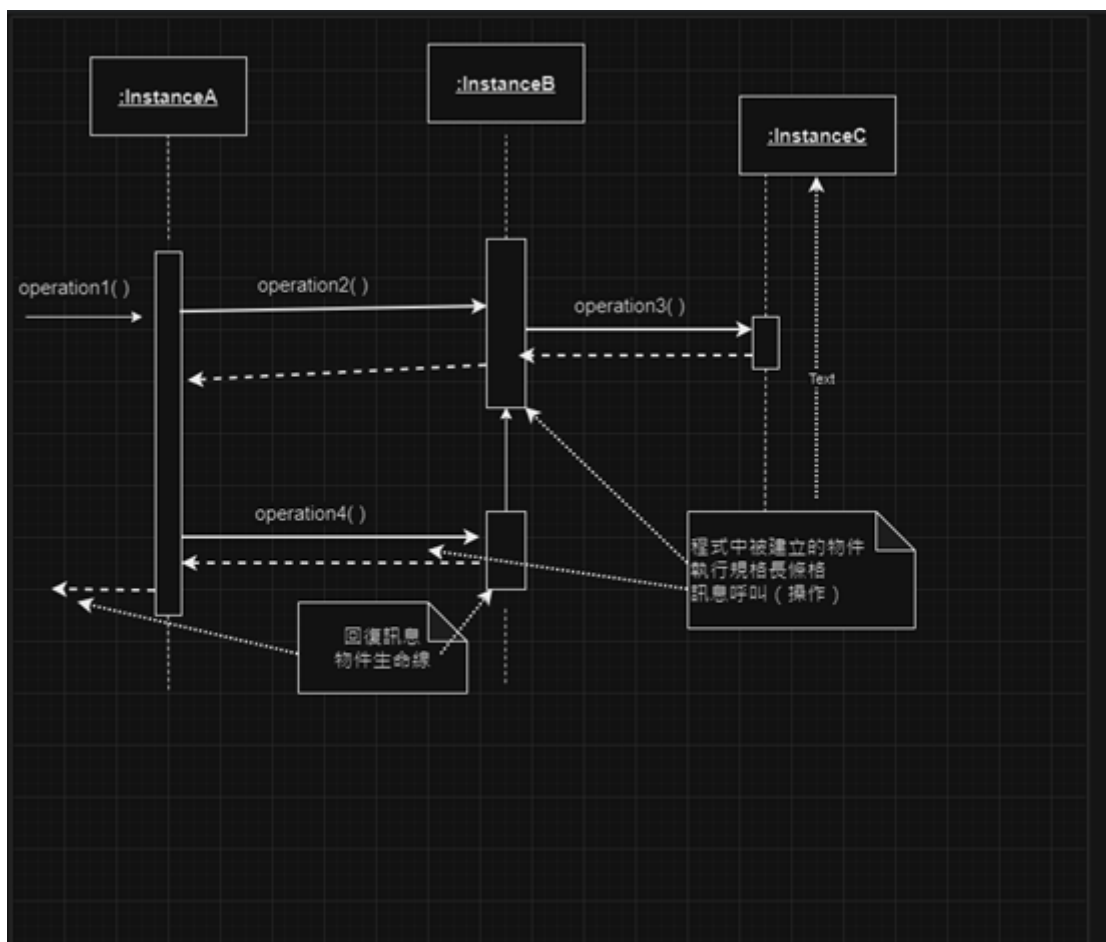 :InstanceA
:InstanceB
:InstanceC
operation1( )
operation2( )
operation3( )
Text
operation4( )
程式中被建立的物件
執行規格長條格
訊息呼叫（操作）
回復訊息
物件生命線